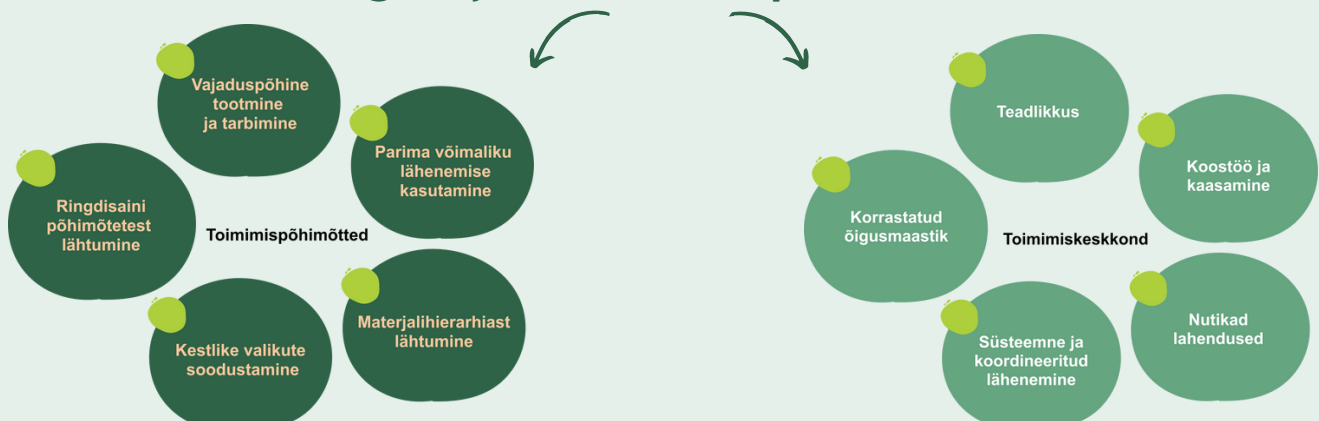 Vajaduspõhine
tootmine
ja tarbimine
Parima võimaliku
lähenemise
kasutamine
Ringdisaini
põhimõtetest
lähtumine
Toimimispõhimõtted
Materjalihierarhiast
lähtumine
Kestlike valikute
soodustamine
Teadlikkus
Koostöö ja
kaasamine
Korrastatud
õigusmaastik
Toimimiskeskkond
Nutikad
lahendused
Süsteemne ja
koordineeritud
lähenemine